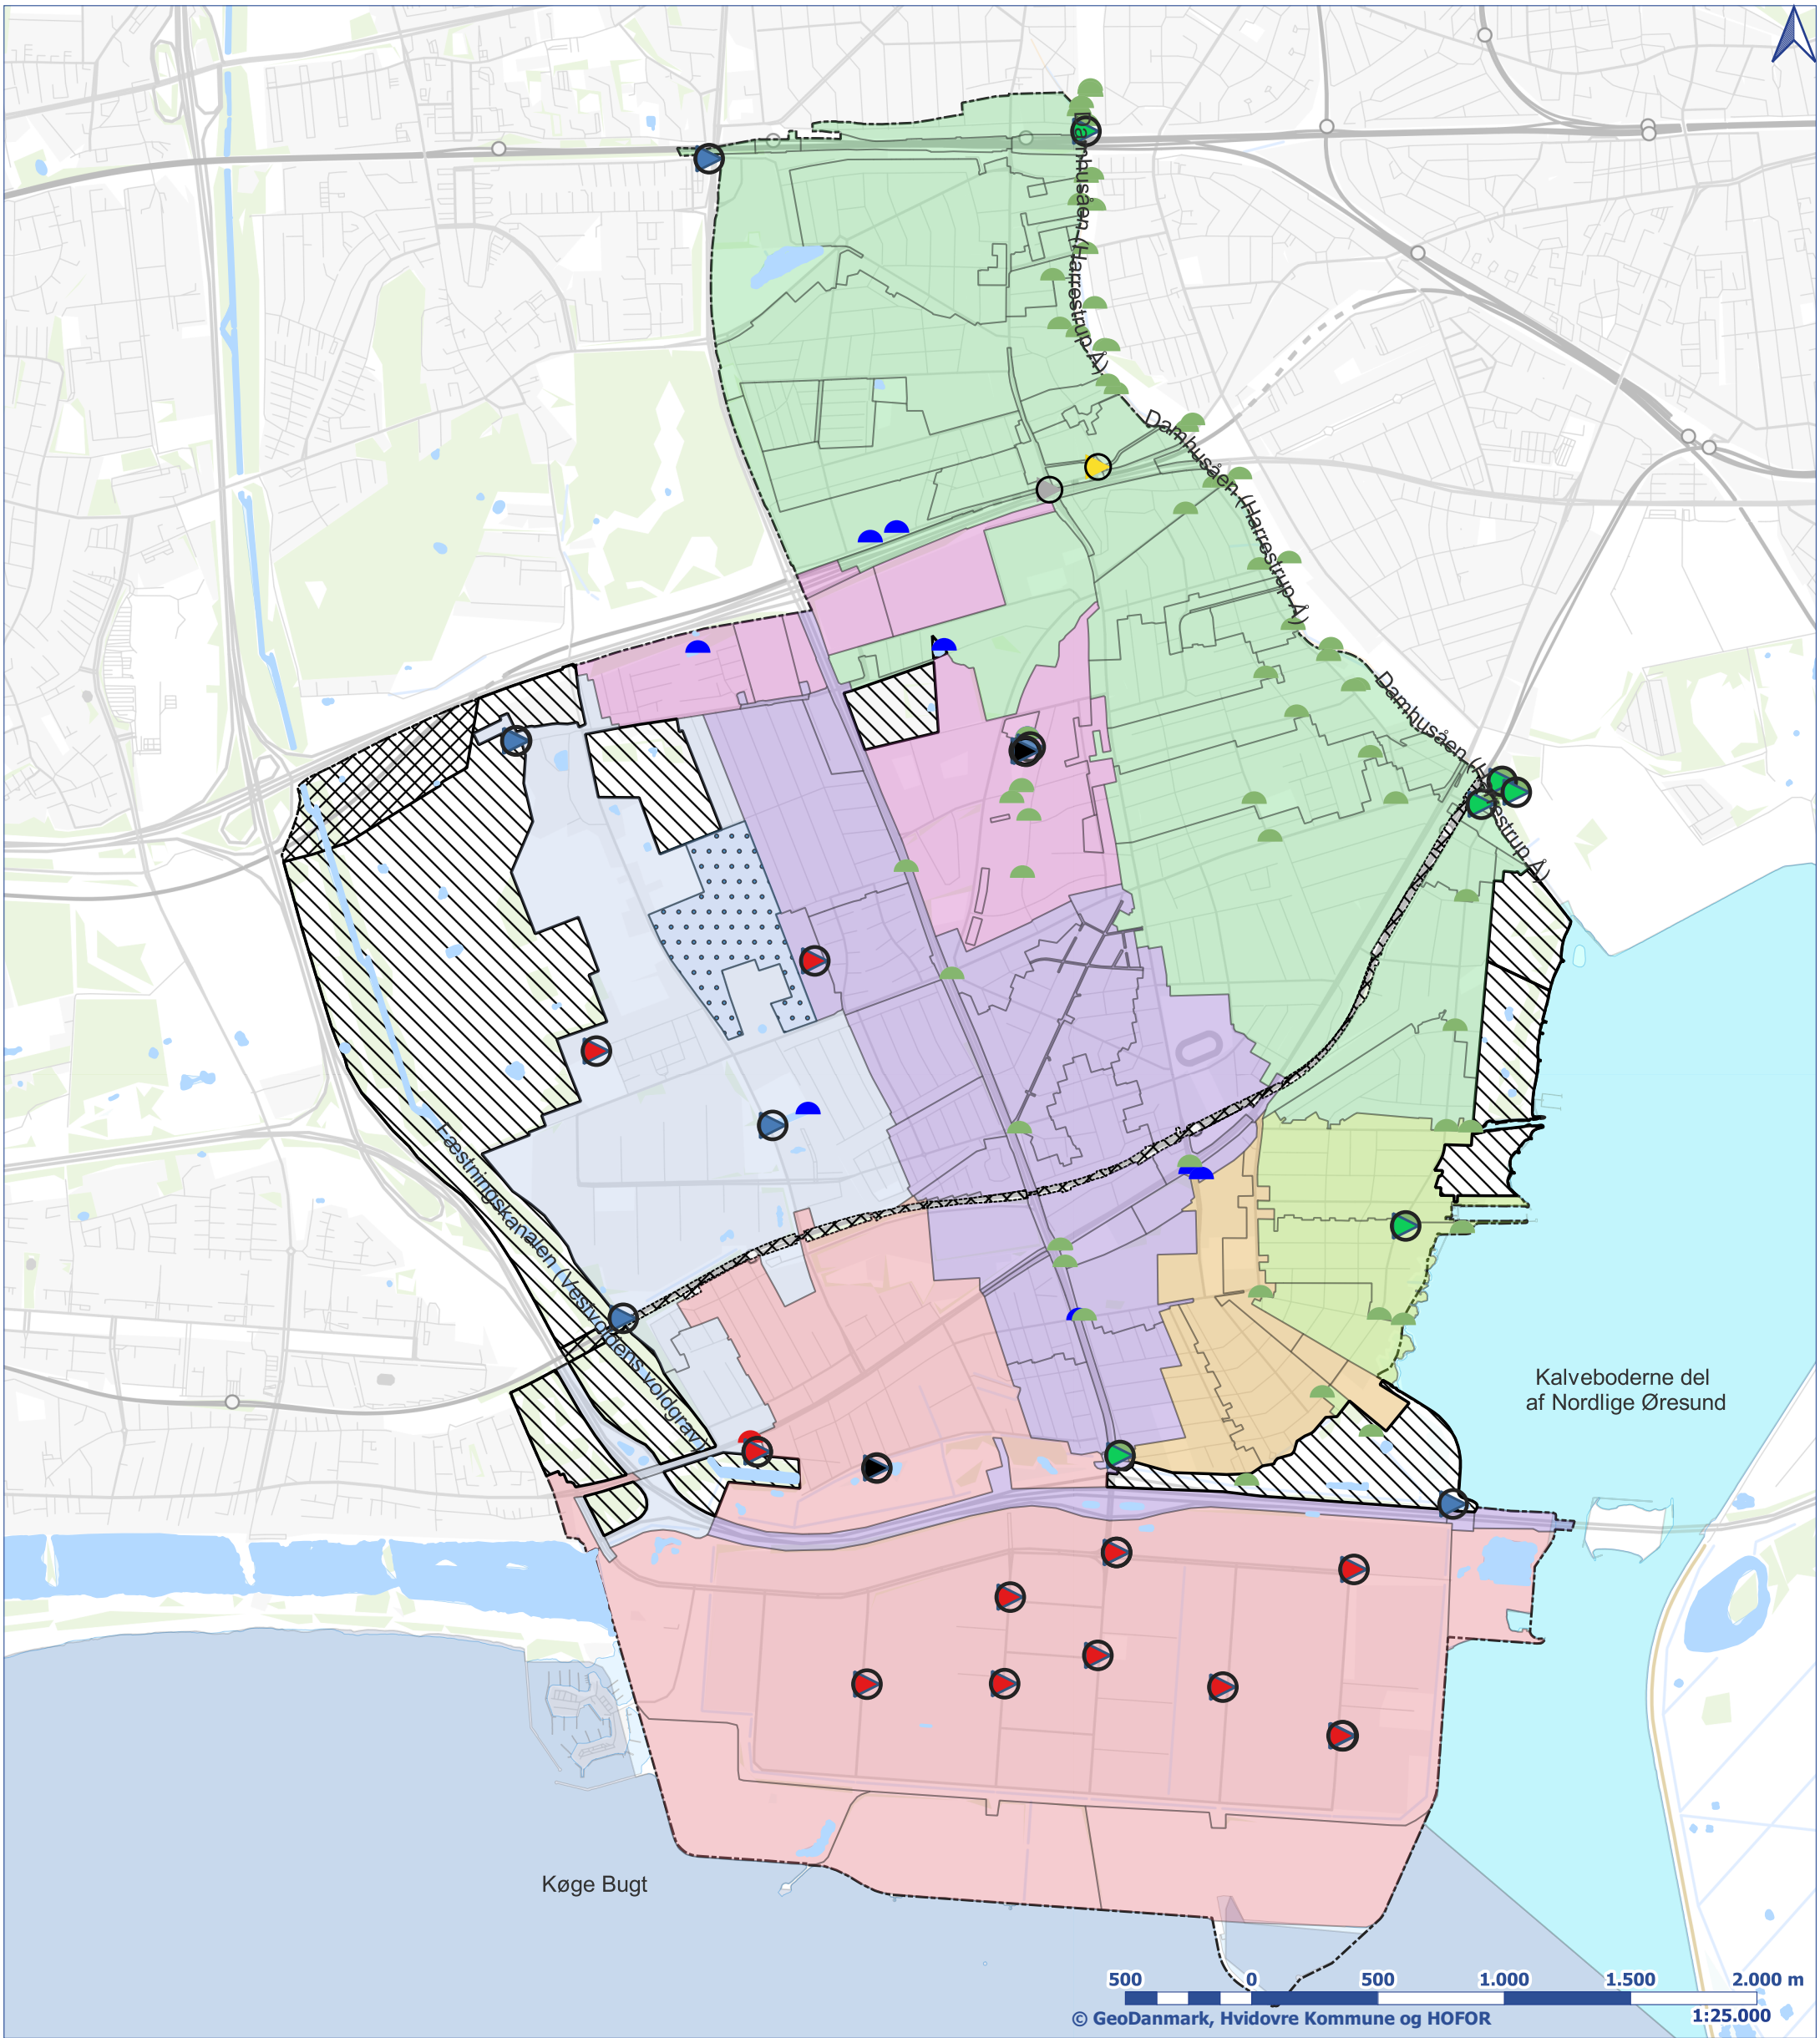 Damhusåen (Harrestrup Å)
Damhusåen (Harrestrup Å)
Damhusåen (Harrestrup Å)
Fæstningskanalen (Vestvoldens voldgrav)
Kalveboderne del
af Nordlige Øresund
Køge Bugt
500 0 500 1.000 1.500 2.000 m
© GeoDanmark, Hvidovre Kommune og HOFOR 1:25.000